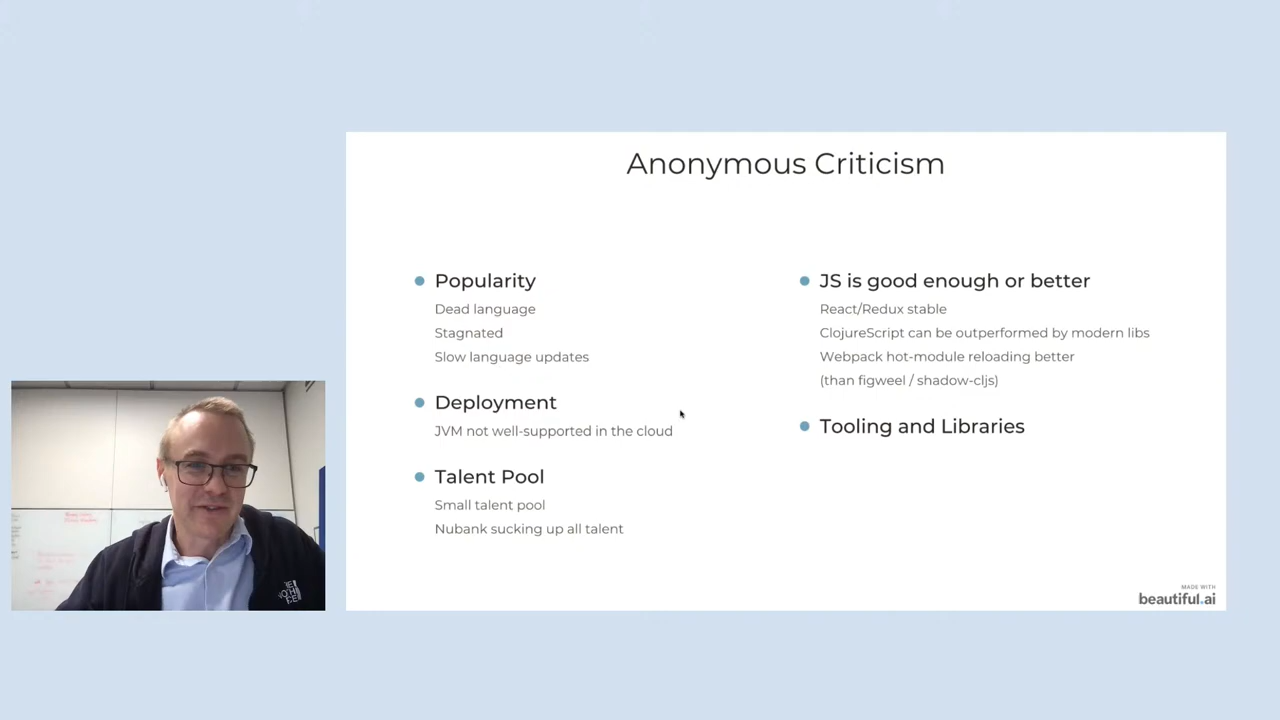 Anonymous Criticism
Popularity
Dead language
Stagnated
Slow language updates
Deployment
JVM not well-supported in the cloud
Talent Pool
Small talent pool
Nubank sucking up all talent
JS is good enough or better
React/Redux stable
ClojureScript can be outperformed by modern libs
Webpack hot-module reloading better
(than figweel / shadow-cljs)
Tooling and Libraries
MADE WITH
beautiful.ai